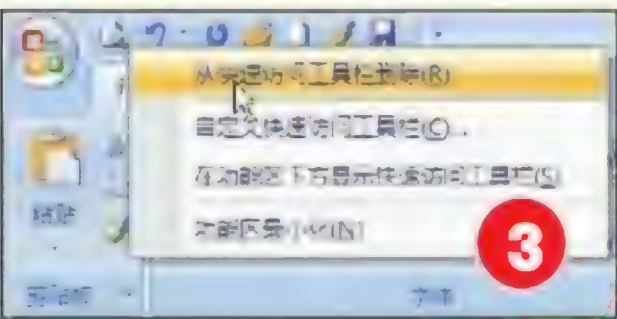 从快速访问工具栏删除(R)
自定义快速访问工具栏(C)...
在功能区下方显示快速访问工具栏(S)
功能区最小化(N)
3
粘贴
剪贴板
字体